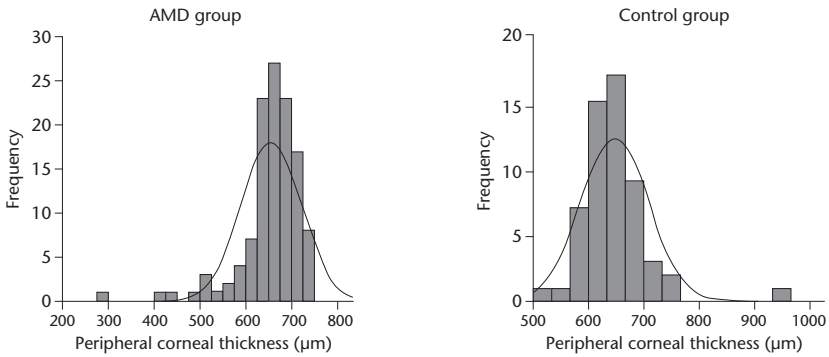 AMD group
30
25
20
15
10
5
0
Frequency
200 300 400 500 600 700 800
Peripheral corneal thickness (μm)
Control group
20
15
10
5
0
Frequency
500 600 700 800 900 1000
Peripheral corneal thickness (μm)